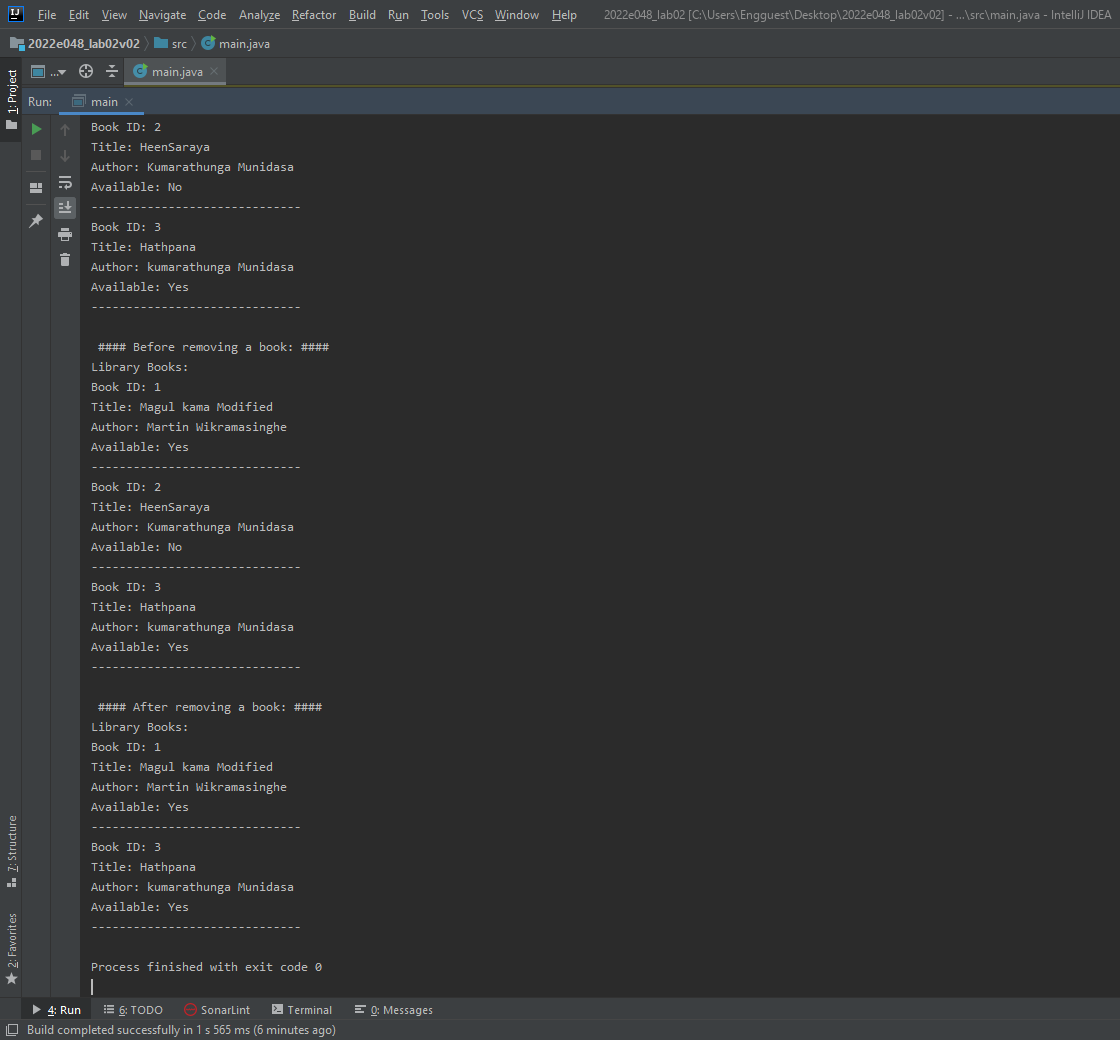 File Edit View Navigate Code Analyze Refactor Build Run Tools VCS Window Help 2022e048_lab02 [C:\Users\Engguest\Desktop\2022e048_lab02v02] - ...\src\main.java - IntelliJ IDEA
2022e048_lab02v02 src main.java
... main.java
1: Project
Run: main
Book ID: 2
Title: HeenSaraya
Author: Kumarathunga Munidasa
Available: No
------------------------------
Book ID: 3
Title: Hathpana
Author: kumarathunga Munidasa
Available: Yes
------------------------------
#### Before removing a book: ####
Library Books:
Book ID: 1
Title: Magul kama Modified
Author: Martin Wikramasinghe
Available: Yes
------------------------------
Book ID: 2
Title: HeenSaraya
Author: Kumarathunga Munidasa
Available: No
------------------------------
Book ID: 3
Title: Hathpana
Author: kumarathunga Munidasa
Available: Yes
------------------------------
#### After removing a book: ####
Library Books:
Book ID: 1
Title: Magul kama Modified
Author: Martin Wikramasinghe
Available: Yes
------------------------------
Book ID: 3
Title: Hathpana
Author: kumarathunga Munidasa
Available: Yes
------------------------------
Process finished with exit code 0
7: Structure
2: Favorites
4: Run 6: TODO SonarLint Terminal 0: Messages
Build completed successfully in 1 s 565 ms (6 minutes ago)